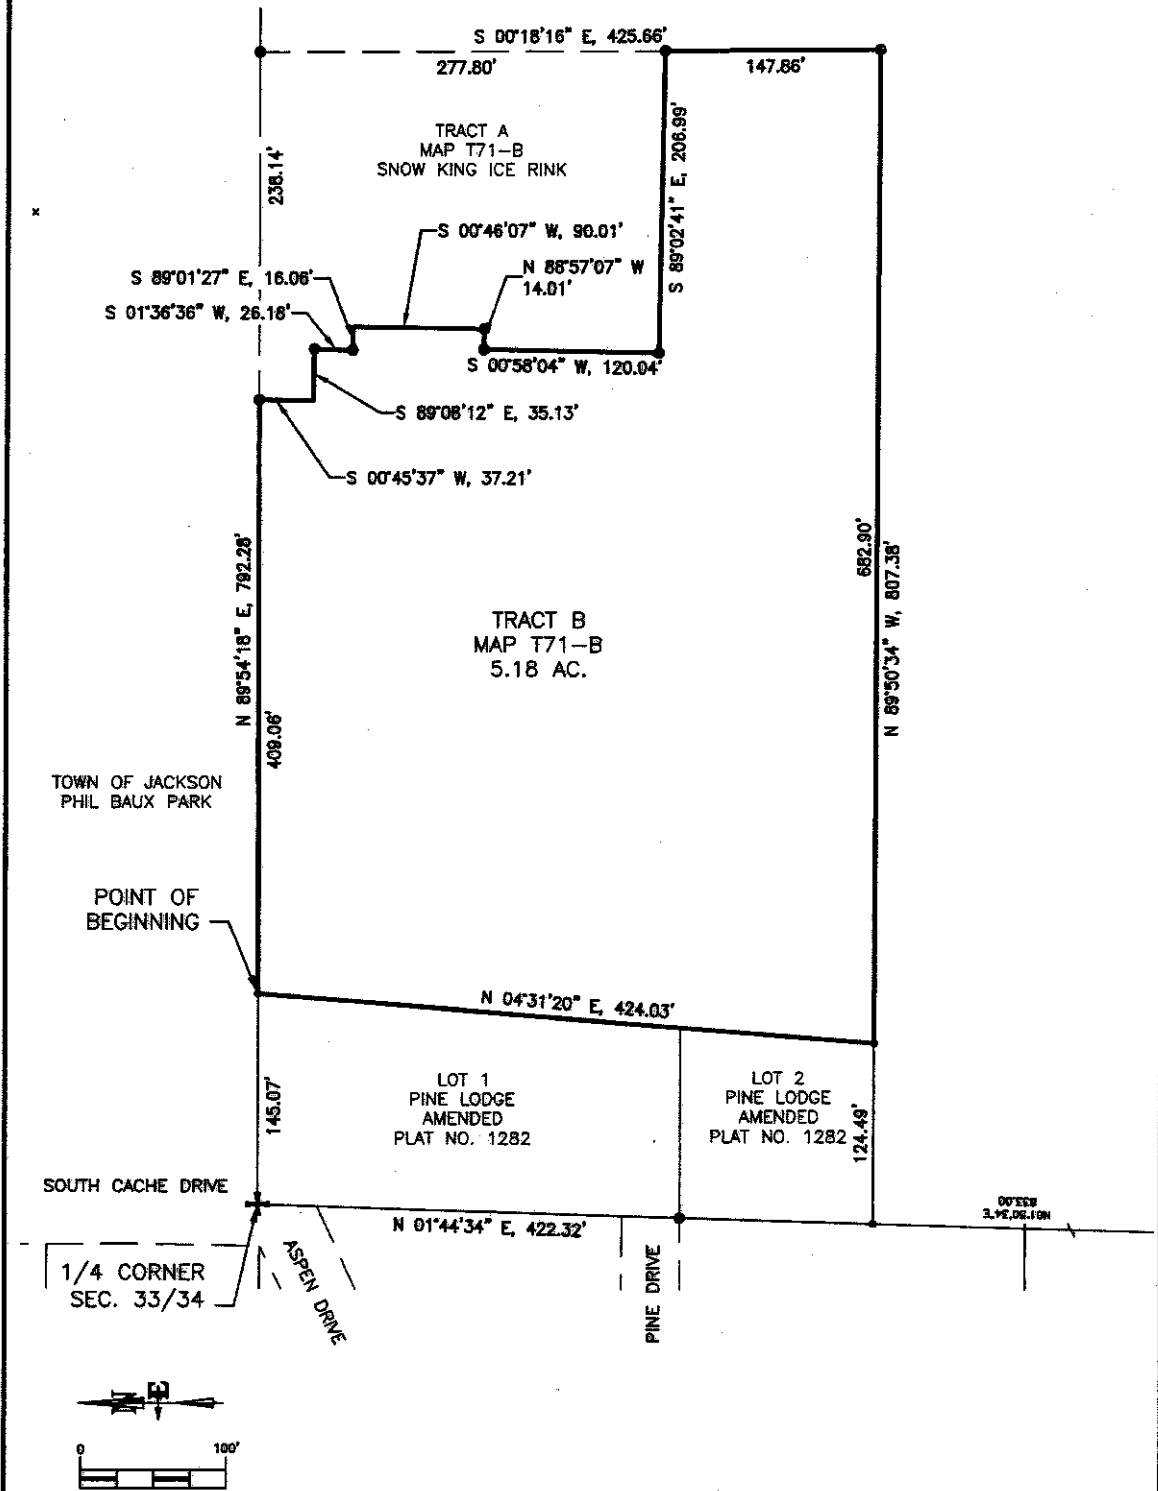 S 00°18'16" E, 425.66'
277.80'
147.86'
TRACT A
MAP T71-B
SNOW KING ICE RINK
238.14'
S 89°02'41" E, 206.99'
S 00°46'07" W, 90.01'
S 89°01'27" E, 16.06'
N 88°57'07" W
14.01'
S 01°36'36" W, 26.18'
S 00°58'04" W, 120.04'
S 89°08'12" E, 35.13'
S 00°45'37" W, 37.21'
N 89°54'18" E, 792.28'
409.06'
682.90'
N 89°50'34" W, 807.38'
TRACT B
MAP T71-B
5.18 AC.
TOWN OF JACKSON
PHIL BAUX PARK
POINT OF
BEGINNING
N 04°31'20" E, 424.03'
145.07'
LOT 1
PINE LODGE
AMENDED
PLAT NO. 1282
LOT 2
PINE LODGE
AMENDED
PLAT NO. 1282
124.49'
SOUTH CACHE DRIVE
N 01°44'34" E, 422.32'
833.00
1/4 CORNER
SEC. 33/34
ASPEN DRIVE
PINE DRIVE
N
E
0
100'